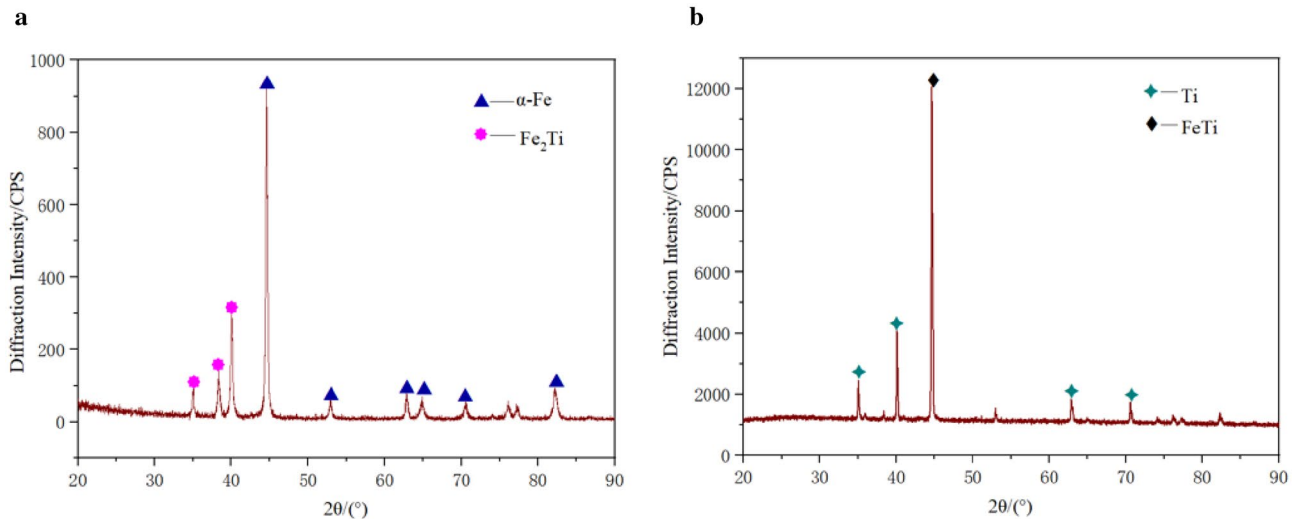 a
1000
800
600
400
200
0
Diffraction Intensity/CPS
α-Fe
Fe₂Ti
20 30 40 50 60 70 80 90
2θ/(°)
b
12000
10000
8000
6000
4000
2000
0
Diffraction Intensity/CPS
Ti
FeTi
20 30 40 50 60 70 80 90
2θ/(°)